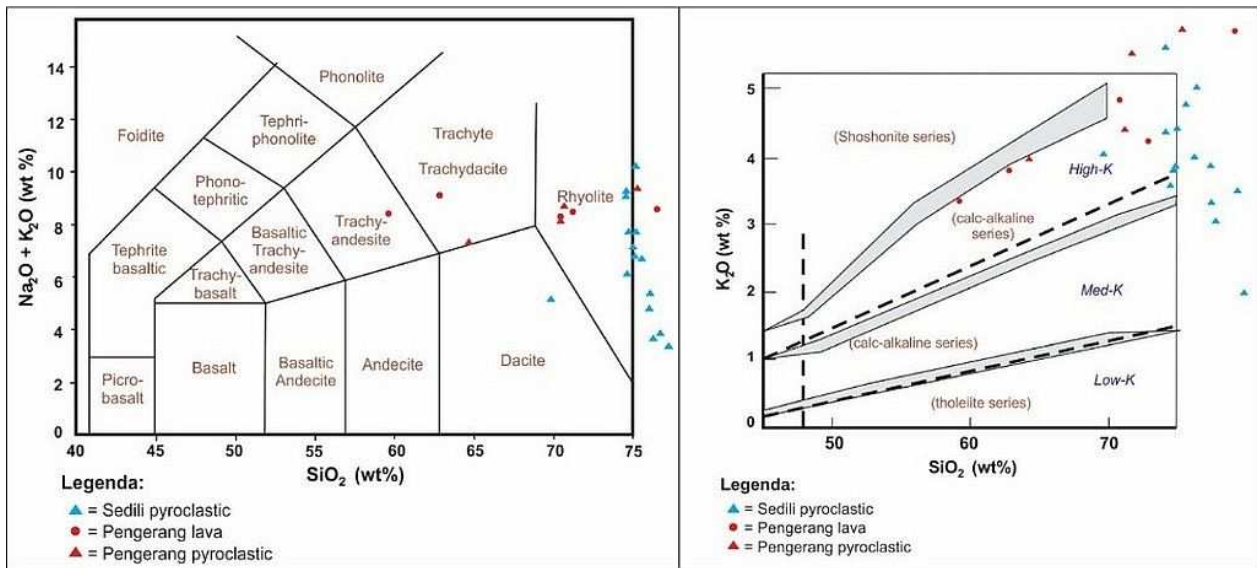 Na2O + K2O (wt %)
14
12
10
8
6
4
2
0
Phonolite
Foidite
Tephri-
phonolite
Trachyte
Trachydacite
Phono-
tephritic
Rhyolite
Tephrite
basaltic
Basaltic
Trachy-
andesite
Trachy-
andesite
Trachy-
basalt
Picro-
basalt
Basalt
Basaltic
Andecite
Andecite
Dacite
40 45 50 55 60 65 70 75
SiO2 (wt%)
Legenda:
= Sedili pyroclastic
= Pengerang lava
= Pengerang pyroclastic
K2O (wt %)
5
4
3
2
1
0
(Shoshonite series)
High-K
(calc-alkaline
series)
Med-K
(calc-alkaline series)
Low-K
(tholeiite series)
50 60 70
SiO2 (wt%)
Legenda:
= Sedili pyroclastic
= Pengerang lava
= Pengerang pyroclastic